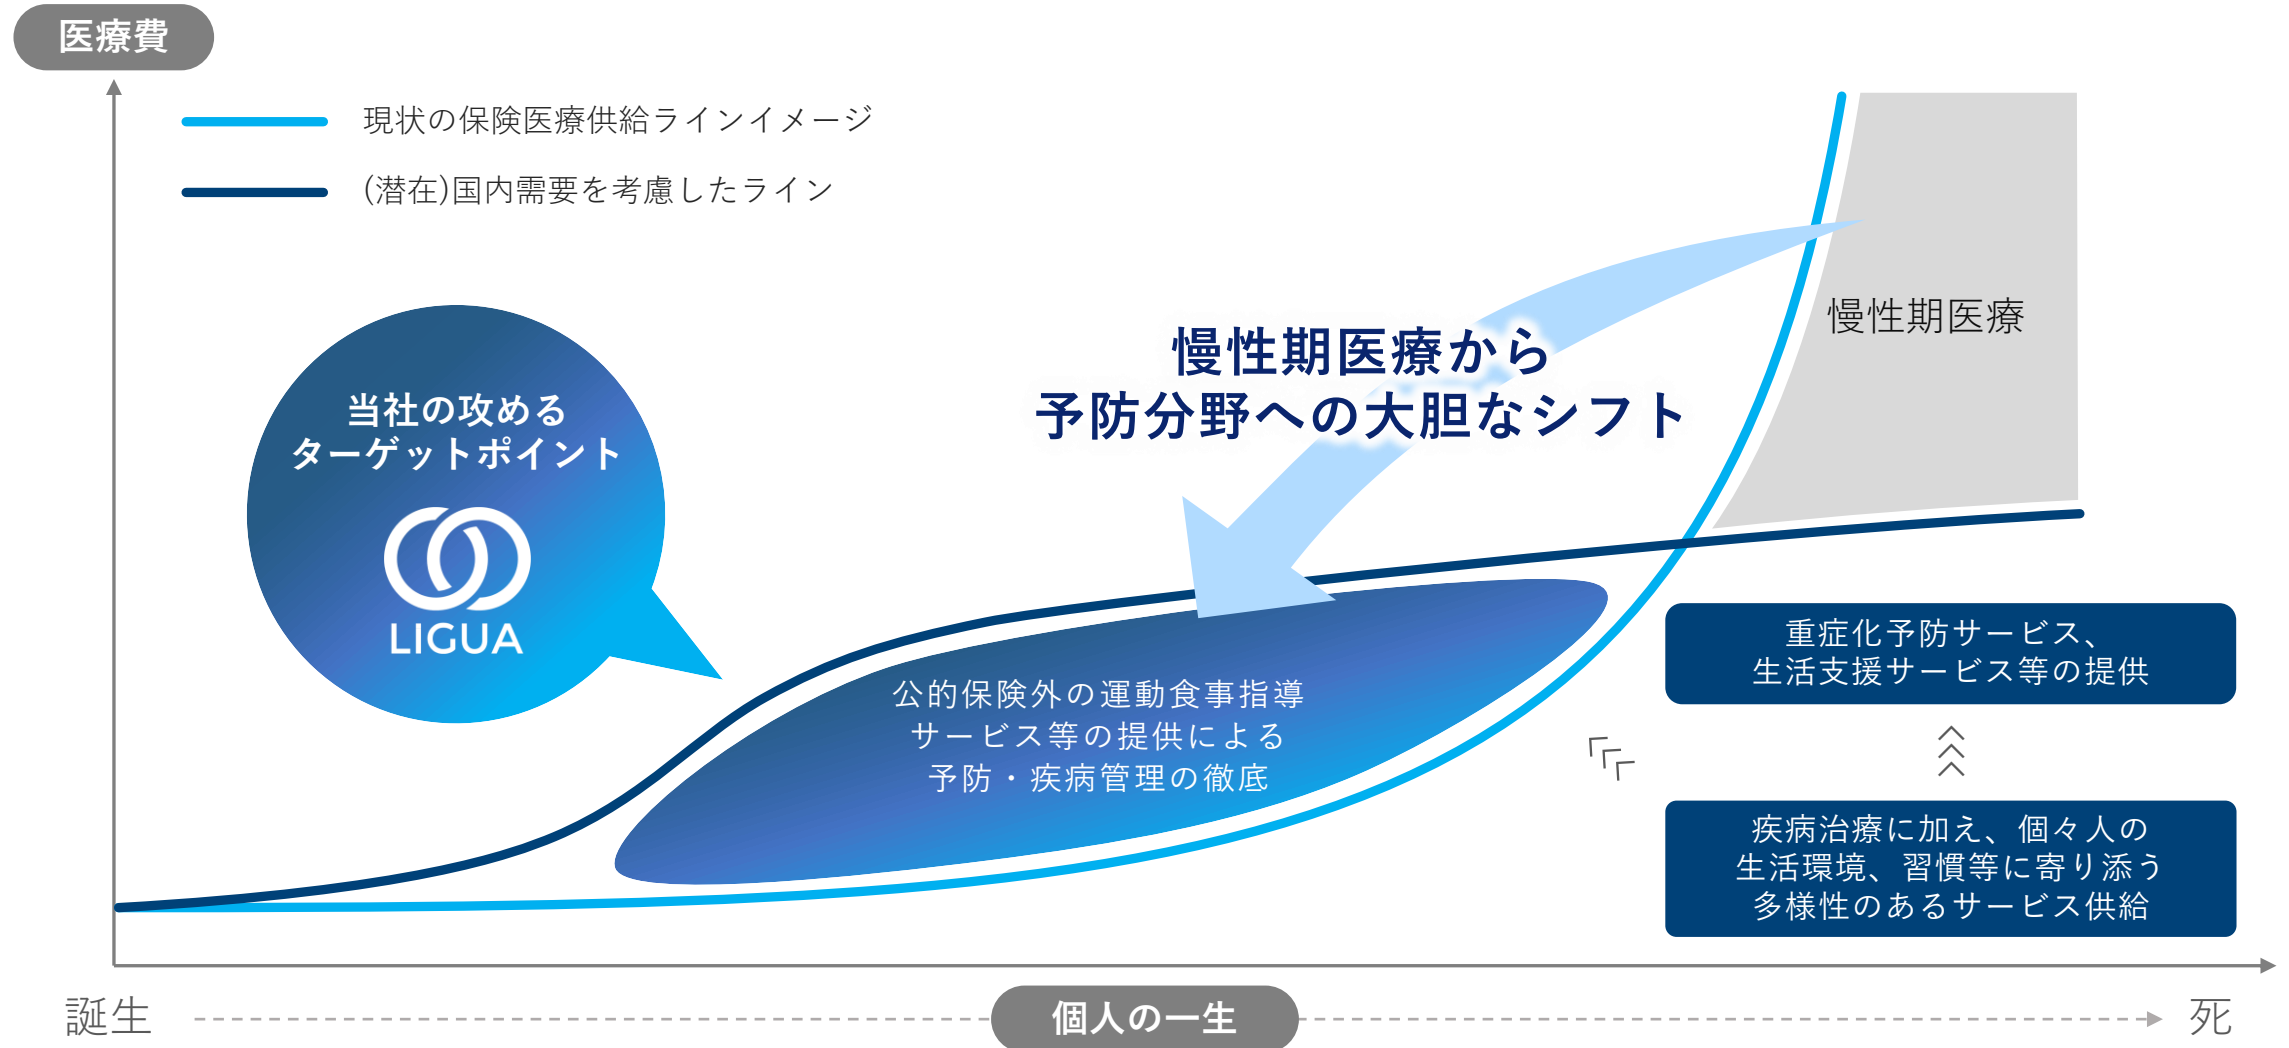 医療費
現状の保険医療供給ラインイメージ
(潜在)国内需要を考慮したライン
慢性期医療
慢性期医療から
予防分野への大胆なシフト
当社の攻める
ターゲットポイント
LIGUA
公的保険外の運動食事指導
サービス等の提供による
予防・疾病管理の徹底
重症化予防サービス、
生活支援サービス等の提供
疾病治療に加え、個々人の
生活環境、習慣等に寄り添う
多様性のあるサービス供給
誕生
個人の一生
死